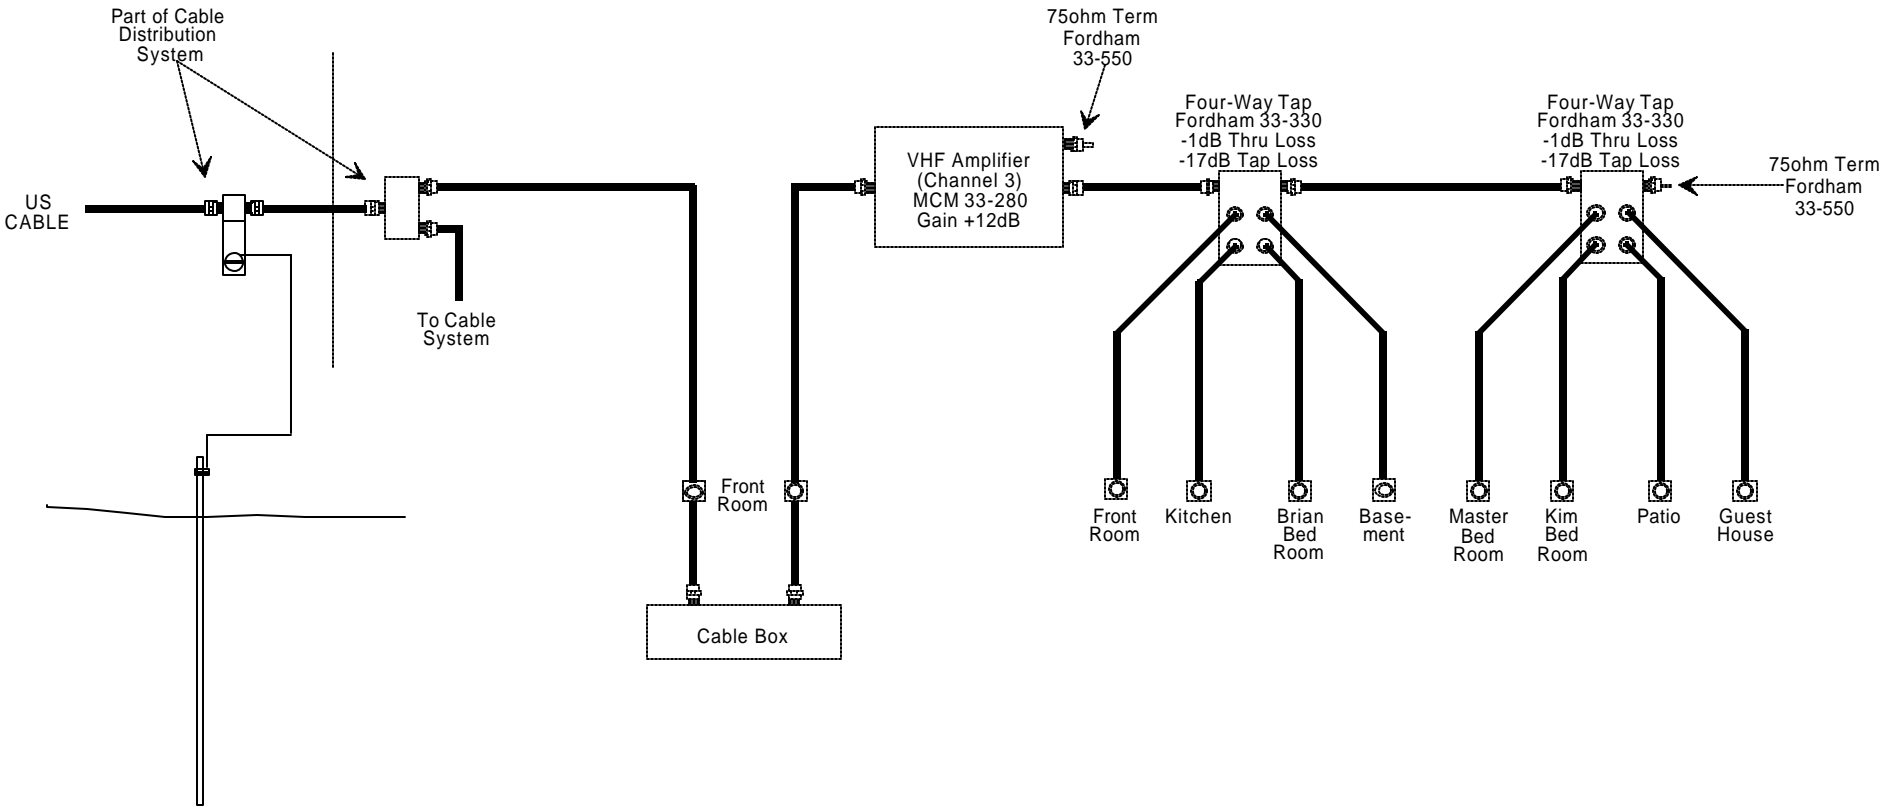 Part of Cable
Distribution
System
US
CABLE
To Cable
System
Front
Room
Cable Box
VHF Amplifier
(Channel 3)
MCM 33-280
Gain +12dB
75ohm Term
Fordham
33-550
Four-Way Tap
Fordham 33-330
-1dB Thru Loss
-17dB Tap Loss
Four-Way Tap
Fordham 33-330
-1dB Thru Loss
-17dB Tap Loss
75ohm Term
Fordham
33-550
Front
Room
Kitchen
Brian
Bed
Room
Base-
ment
Master
Bed
Room
Kim
Bed
Room
Patio
Guest
House